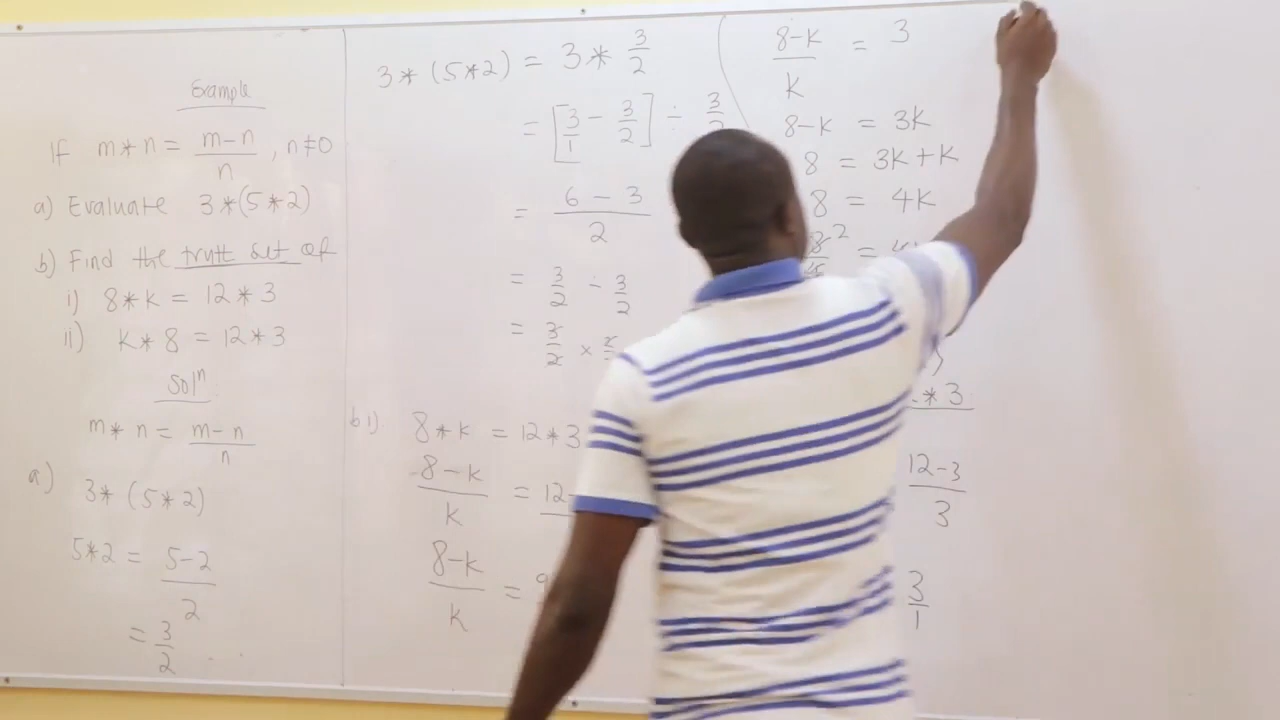 Example
If m*n = m-n/n , n≠0
a) Evaluate 3*(5*2)
b) Find the truth set of
i) 8*k = 12*3
ii) k*8 = 12*3
Solⁿ
m*n = m-n/n
a) 3*(5*2)
5*2 = 5-2/2
= 3/2
3*(5*2) = 3*3/2
= [3/1 - 3/2] ÷ 3/2
= 6-3/2
= 3/2 ÷ 3/2
= 3/2 ×
b i) 8*k = 12*3
8-k/k = 12
8-k/k = 9
8-k/k = 3
8-k = 3k
8 = 3k+k
8 = 4k
=
*3
12-3/3
3/1